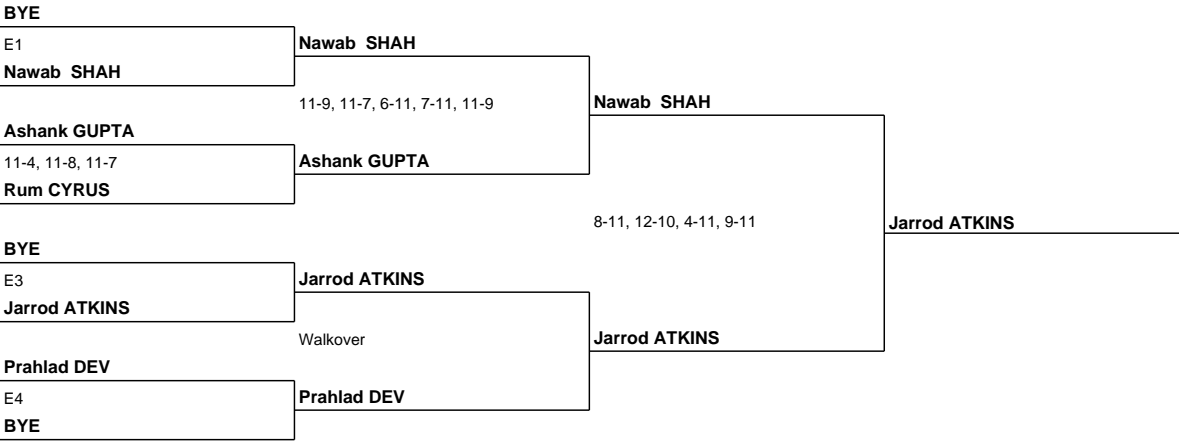 BYE
E1
Nawab SHAH
Nawab SHAH
11-9, 11-7, 6-11, 7-11, 11-9
Nawab SHAH
Ashank GUPTA
11-4, 11-8, 11-7
Ashank GUPTA
Rum CYRUS
8-11, 12-10, 4-11, 9-11
Jarrod ATKINS
BYE
E3
Jarrod ATKINS
Jarrod ATKINS
Walkover
Jarrod ATKINS
Prahlad DEV
E4
Prahlad DEV
BYE